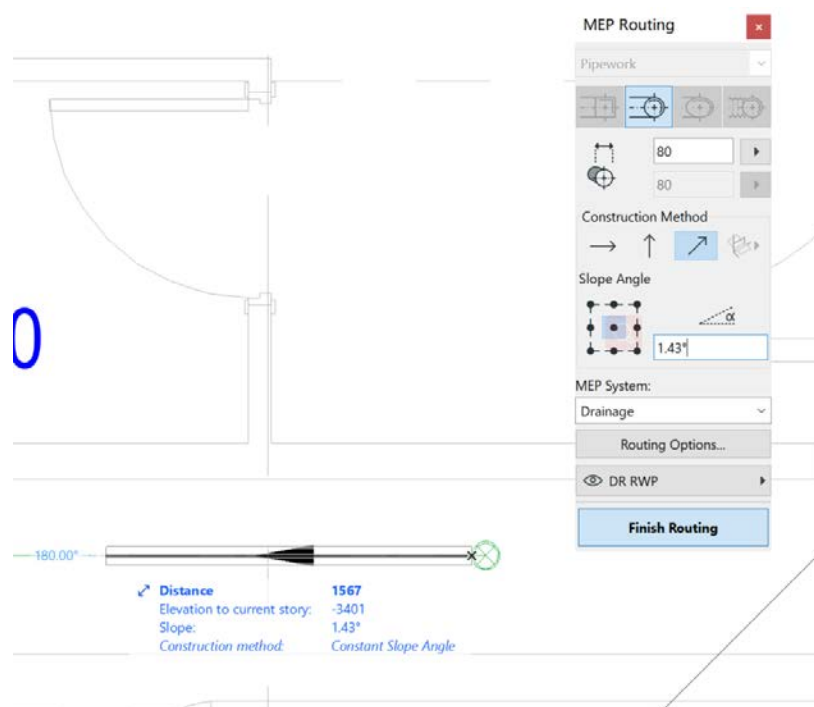 MEP Routing
Pipework
80
80
Construction Method
Slope Angle
α
1.43°
MEP System:
Drainage
Routing Options...
DR RWP
Finish Routing
0
180.00°
Distance 1567
Elevation to current story: -3401
Slope: 1.43°
Construction method: Constant Slope Angle